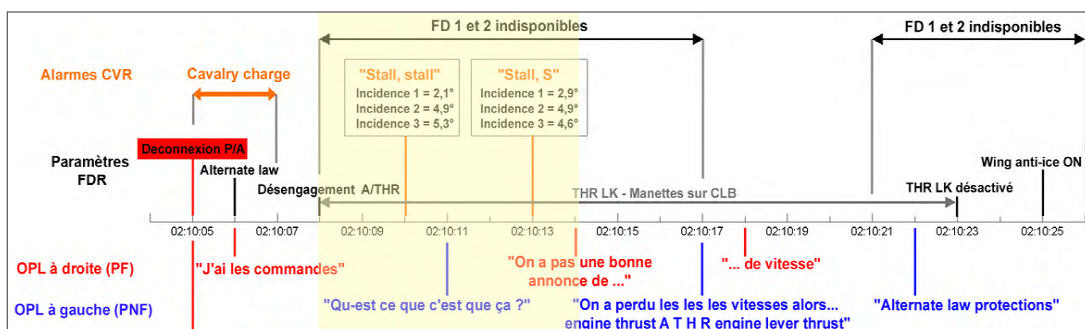 FD 1 et 2 indisponibles
FD 1 et 2 indisponibles
Alarmes CVR
Cavalry charge
"Stall, stall"
Incidence 1 = 2,1°
Incidence 2 = 4,9°
Incidence 3 = 5,3°
"Stall, S"
Incidence 1 = 2,9°
Incidence 2 = 4,9°
Incidence 3 = 4,6°
Paramètres
FDR
Deconnexion P/A
Alternate law
Désengagement A/THR
THR LK - Manettes sur CLB
THR LK désactivé
Wing anti-ice ON
02:10:05
02:10:07
02:10:09
02:10:11
02:10:13
02:10:15
02:10:17
02:10:19
02:10:21
02:10:23
02:10:25
OPL à droite (PF)
"J'ai les commandes"
"On a pas une bonne
annonce de ..."
"... de vitesse"
OPL à gauche (PNF)
"Qu-est ce que c'est que ça ?"
"On a perdu les les les vitesses alors...
engine thrust A T H R engine lever thrust"
"Alternate law protections"